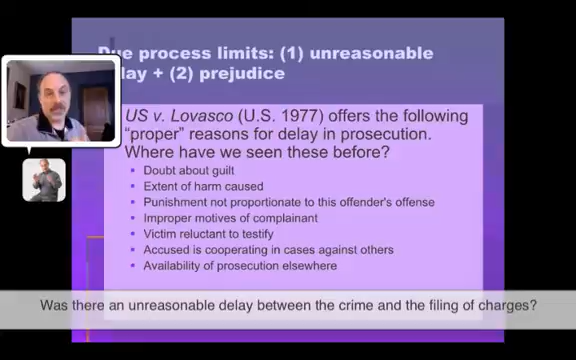 Due process limits: (1) unreasonable
lay + (2) prejudice
US v. Lovasco (U.S. 1977) offers the following
“proper” reasons for delay in prosecution.
Where have we seen these before?
Doubt about guilt
Extent of harm caused
Punishment not proportionate to this offender's offense
Improper motives of complainant
Victim reluctant to testify
Accused is cooperating in cases against others
Availability of prosecution elsewhere
Was there an unreasonable delay between the crime and the filing of charges?